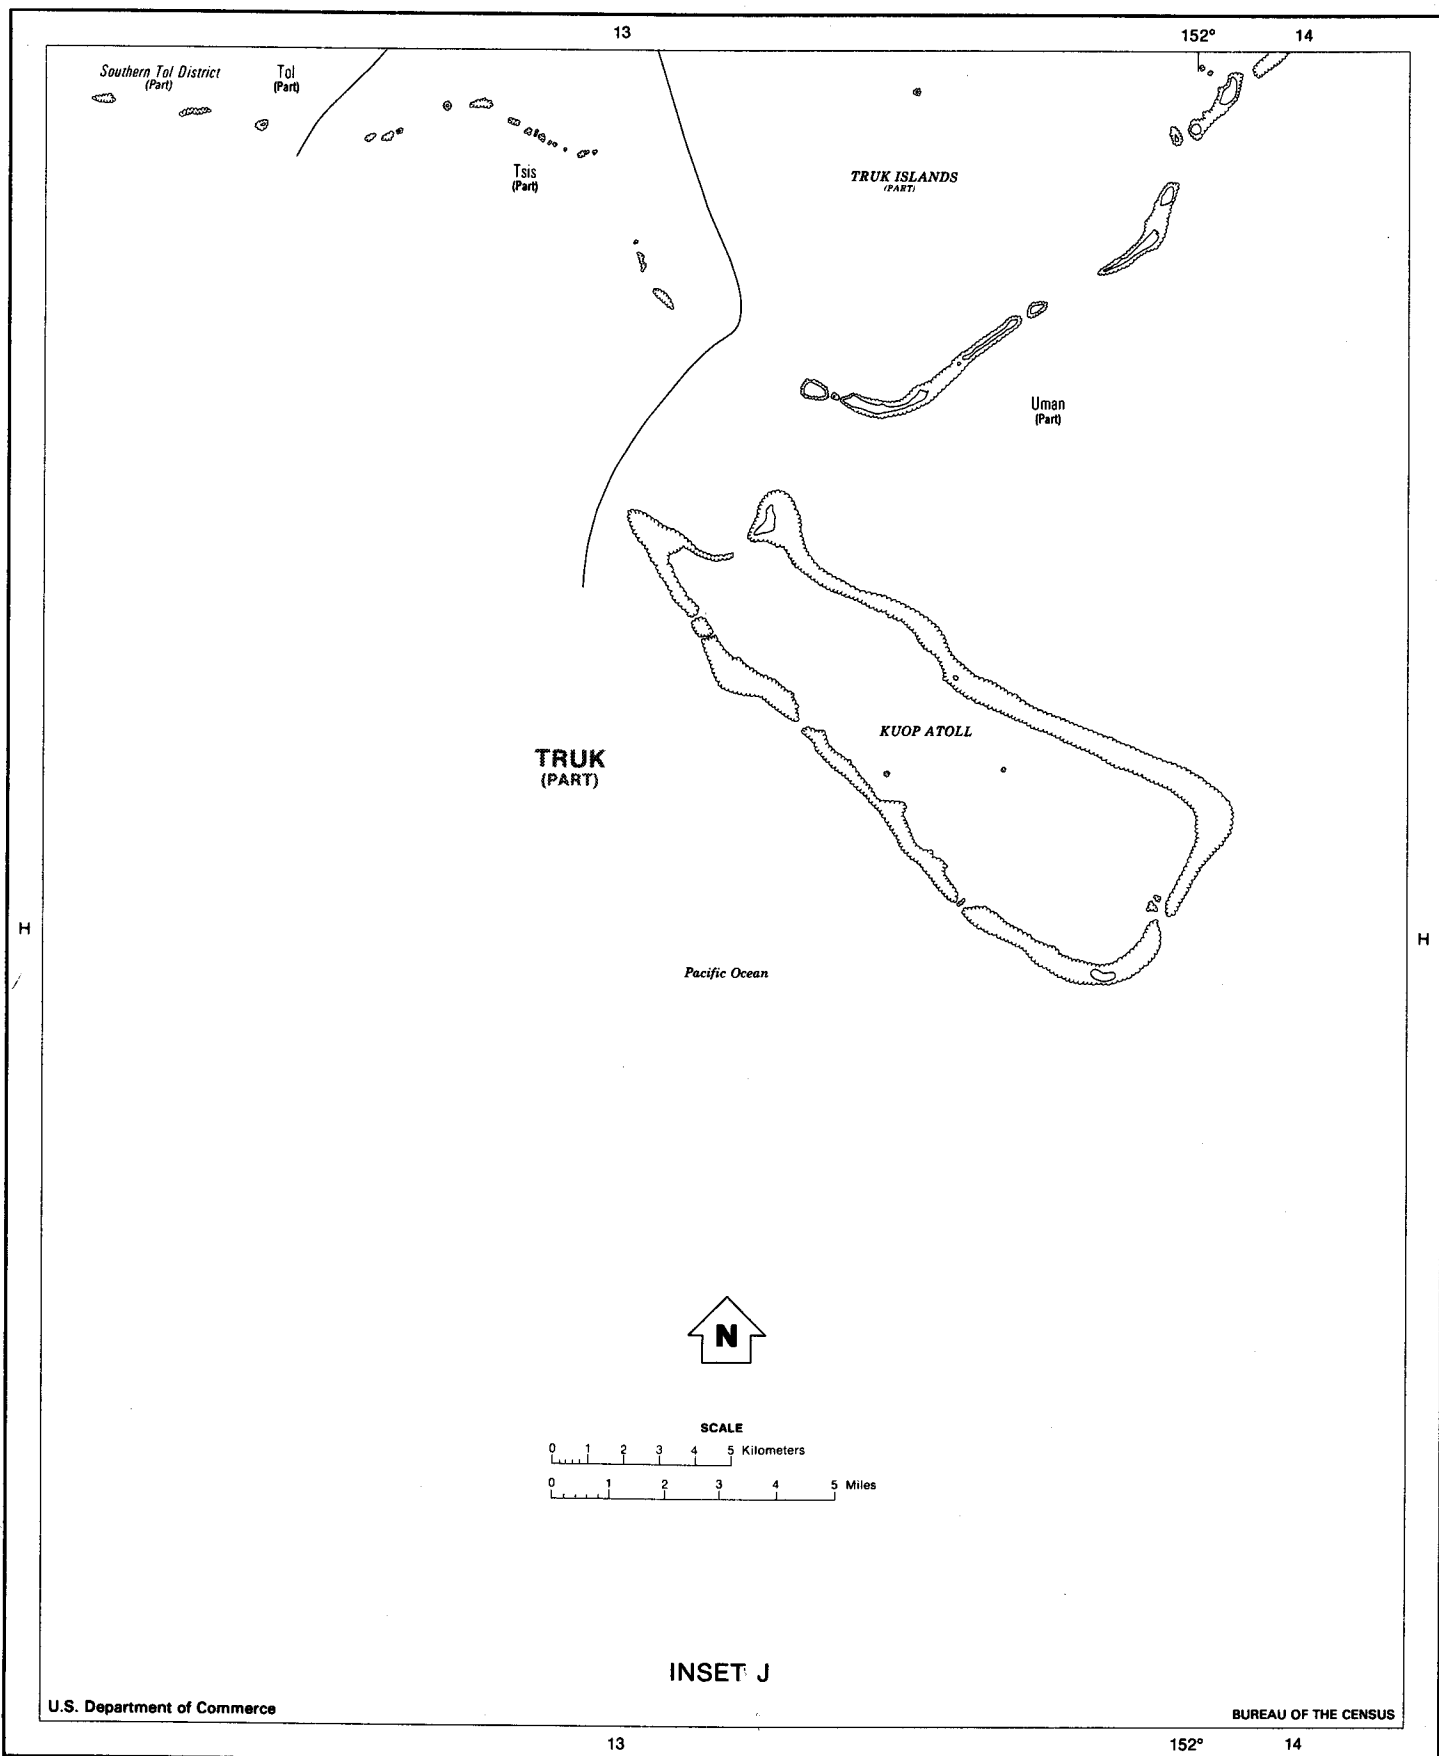 13
152°
14
Southern Tol District
(Part)
Tol
(Part)
Tsis
(Part)
TRUK ISLANDS
(PART)
Uman
(Part)
KUOP ATOLL
TRUK
(PART)
H
H
Pacific Ocean
N
SCALE
0 1 2 3 4 5 Kilometers
0 1 2 3 4 5 Miles
INSET J
U.S. Department of Commerce
BUREAU OF THE CENSUS
13
152°
14